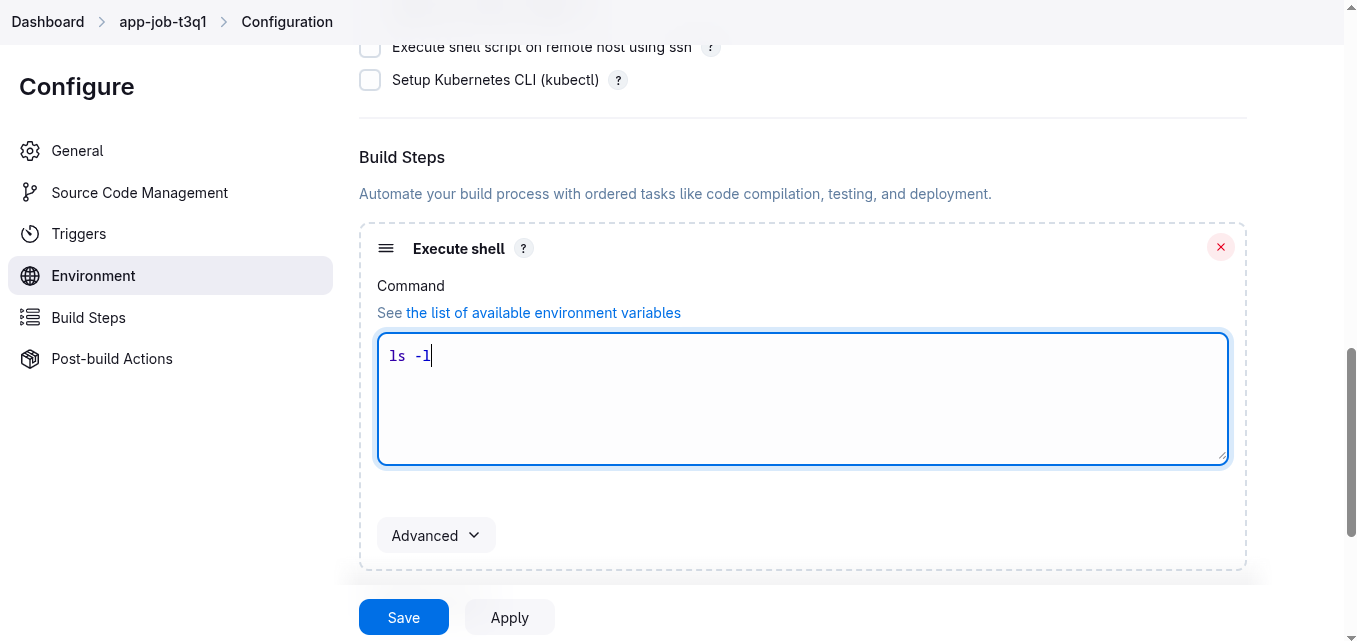 Dashboard > app-job-t3q1 > Configuration
Configure
General
Source Code Management
Triggers
Environment
Build Steps
Post-build Actions
Execute shell script on remote host using ssh ?
Setup Kubernetes CLI (kubectl) ?
Build Steps
Automate your build process with ordered tasks like code compilation, testing, and deployment.
Execute shell ?
Command
See the list of available environment variables
ls -l
Advanced
Save Apply